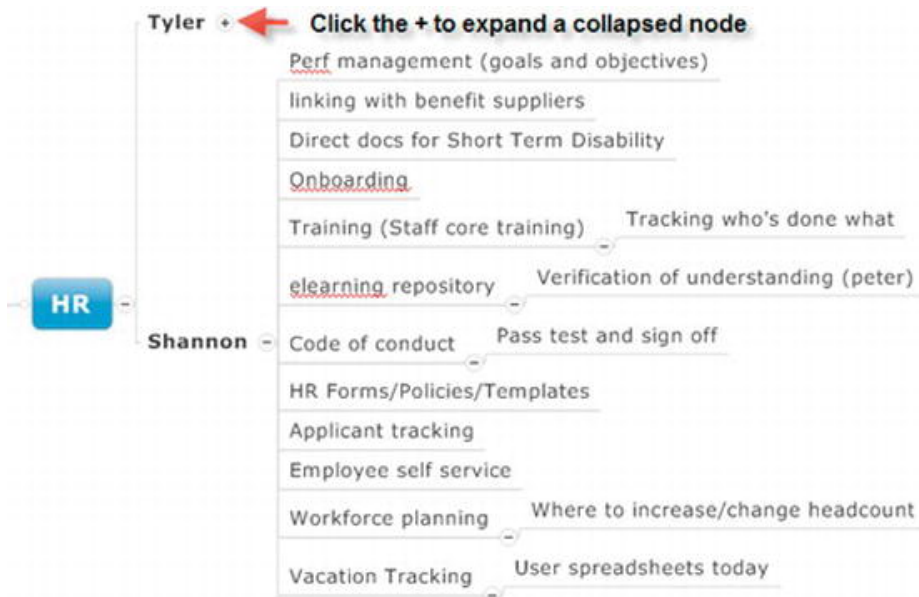 Tyler
Click the + to expand a collapsed node
Perf management (goals and objectives)
linking with benefit suppliers
Direct docs for Short Term Disability
Onboarding
Training (Staff core training)
Tracking who's done what
elearning repository
Verification of understanding (peter)
HR
Shannon
Code of conduct
Pass test and sign off
HR Forms/Policies/Templates
Applicant tracking
Employee self service
Workforce planning
Where to increase/change headcount
Vacation Tracking
User spreadsheets today